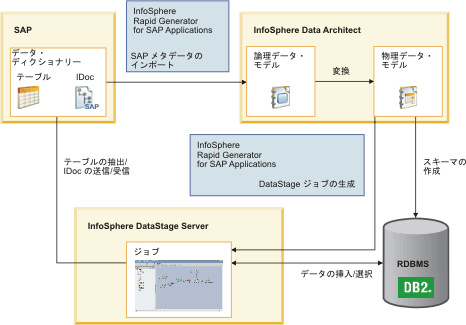 SAP
データ・
ディクショナリー
テーブル
IDoc
SAP
InfoSphere
Rapid Generator
for SAP Applications
SAP メタデータの
インポート
InfoSphere Data Architect
論理データ・
モデル
変換
物理データ・
モデル
テーブルの抽出/
IDoc の送信/受信
InfoSphere
Rapid Generator
for SAP Applications
DataStage ジョブの生成
スキーマの
作成
InfoSphere DataStage Server
ジョブ
データの挿入/選択
RDBMS
DB2.